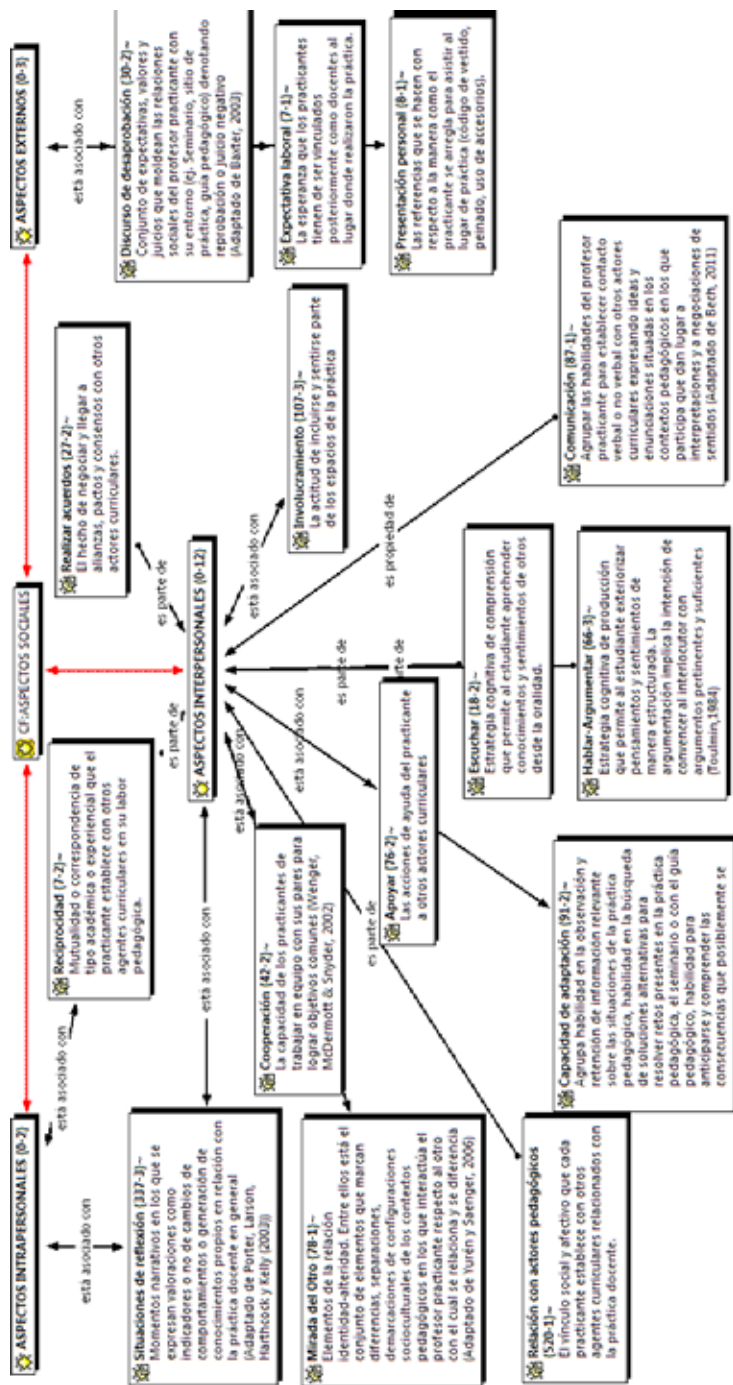 ASPECTOS INTRAPERSONALES (0-2)
CF:ASPECTOS SOCIALES
ASPECTOS EXTERNOS (0-3)
está asociado con
está asociado con
está asociado con
Reciprocidad (7-2)~
Mutualidad o correspondencia de
tipo académica o experiencial que el
practicante establece con otros
agentes curriculares en su labor
pedagógica.
Realizar acuerdos (27-2)~
El hecho de negociar y llegar a
alianzas, pactos y consensos con otros
actores curriculares.
es parte de
es parte de
Situaciones de reflexión (337-3)~
Momentos narrativos en los que se
expresan valoraciones como
indicadores o no de cambios de
comportamientos o generación de
conocimientos propios en relación con
la práctica docente en general
(Adaptado de Porter, Larson,
Harthcock y Kelly (2003))
está asociado con
ASPECTOS INTERPERSONALES (0-12)
Discurso de desaprobación (30-2)~
Conjunto de expectativas, valores y
juicios que moldean las relaciones
sociales del profesor practicante con
su entorno (ej. Seminario, sitio de
práctica, guía pedagógico) denotando
reprobación o juicio negativo
(Adaptado de Baxter, 2003)
está asociado con
está asociado con
está asociado con
Involucramiento (107-3)~
La actitud de incluirse y sentirse parte
de los espacios de la práctica
Expectativa laboral (7-1)~
La esperanza que los practicantes
tienen de ser vinculados
posteriormente como docentes al
lugar donde realizaron la práctica.
Cooperación (42-2)~
La capacidad de los practicantes de
trabajar en equipo con sus pares para
lograr objetivos comunes (Wenger,
McDermott & Snyder, 2002)
es parte de
parte de
es propiedad de
Presentación personal (8-1)~
Las referencias que se hacen con
respecto a la manera como el
practicante se arregla para asistir al
lugar de práctica (código de vestido,
peinado, uso de accesorios).
Mirada del Otro (78-1)~
Elementos de la relación
identidad-alteridad. Entre ellos está el
conjunto de elementos que marcan
diferencias, separaciones,
demarcaciones de configuraciones
socioculturales de los contextos
pedagógicos en los que interactúa el
profesor practicante respecto al otro
con el cual se relaciona y se diferencia
(Adaptado de Yurén y Saenger, 2006)
Apoyar (76-2)~
Las acciones de ayuda del practicante
a otros actores curriculares
es parte de
Escuchar (18-2)~
Estrategia cognitiva de comprensión
que permite al estudiante aprehender
conocimientos y sentimientos de otros
desde la oralidad.
Comunicación (87-1)~
Agrupar las habilidades del profesor
practicante para establecer contacto
verbal o no verbal con otros actores
curriculares expresando ideas y
enunciaciones situadas en los
contextos pedagógicos en los que
participa que dan lugar a
interpretaciones y a negociaciones de
sentidos (Adaptado de Bech, 2011)
Relación con actores pedagógicos
(520-1)~
El vínculo social y afectivo que cada
practicante establece con otros
agentes curriculares relacionados con
la práctica docente.
Capacidad de adaptación (91-2)~
Agrupa habilidad en la observación y
retención de información relevante
sobre las situaciones de la práctica
pedagógica, habilidad en la búsqueda
de soluciones alternativas para
resolver retos presentes en la práctica
pedagógica, el seminario o con el guía
pedagógico, habilidad para
anticiparse y comprender las
consecuencias que posiblemente se
Hablar-Argumentar (66-3)~
Estrategia cognitiva de producción
que permite al estudiante exteriorizar
pensamientos y sentimientos de
manera estructurada. La
argumentación implica la intención de
convencer al interlocutor con
argumentos pertinentes y suficientes
(Toulmin,1984)